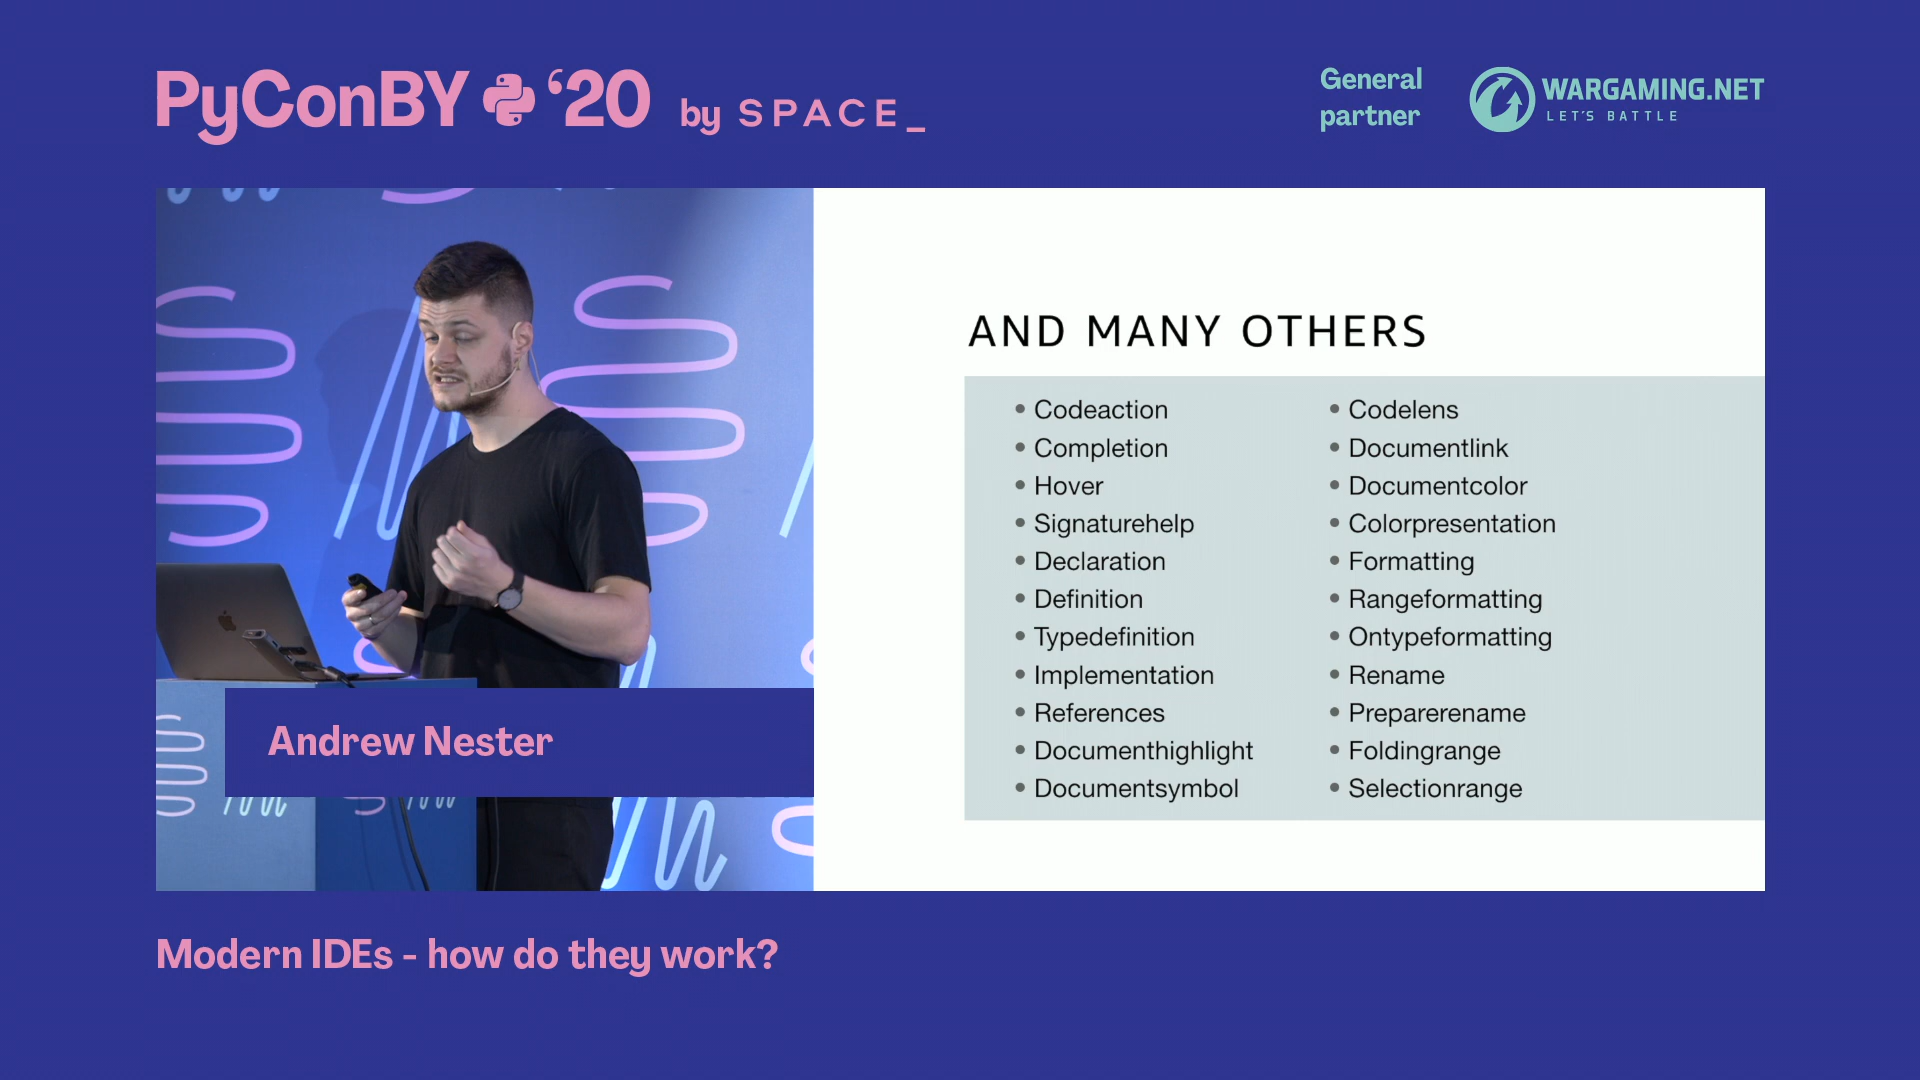 PyConBY '20 by SPACE_
General
partner
WARGAMING.NET
LET'S BATTLE
AND MANY OTHERS
Codeaction
Completion
Hover
Signaturehelp
Declaration
Definition
Typedefinition
Implementation
References
Documenthighlight
Documentsymbol
Codelens
Documentlink
Documentcolor
Colorpresentation
Formatting
Rangeformatting
Ontypeformatting
Rename
Preparerename
Foldingrange
Selectionrange
Andrew Nester
Modern IDEs - how do they work?